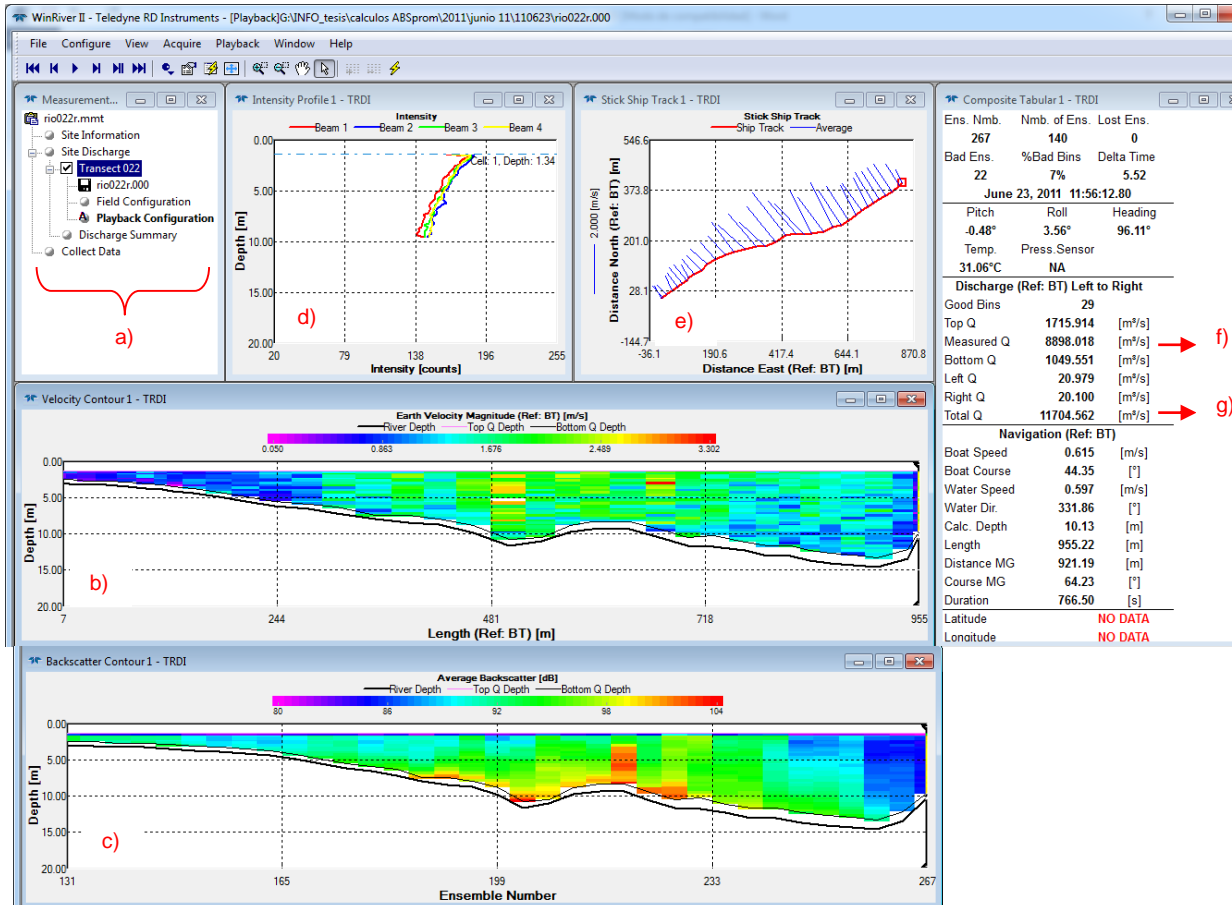 WinRiver II - Teledyne RD Instruments - [Playback]G:\INFO_tesis\calculos ABSprom\2011\junio 11\110623\rio022r.000
File Configure View Acquire Playback Window Help
Measurement...
rio022r.mmt
Site Information
Site Discharge
Transect 022
rio022r.000
Field Configuration
Playback Configuration
Discharge Summary
Collect Data
a)
Intensity Profile 1 - TRDI
Intensity
Beam 1 Beam 2 Beam 3 Beam 4
Cell: 1, Depth: 1.34
Depth [m]
0.00
5.00
10.00
15.00
20.00
20 79 138 196 255
Intensity [counts]
d)
Stick Ship Track 1 - TRDI
Stick Ship Track
Ship Track Average
2.000 [m/s]
Distance North (Ref: BT) [m]
546.6
373.8
201.0
28.1
-144.7
-36.1 190.6 417.4 644.1 870.8
Distance East (Ref: BT) [m]
e)
Composite Tabular 1 - TRDI
Ens. Nmb. Nmb. of Ens. Lost Ens.
267 140 0
Bad Ens. %Bad Bins Delta Time
22 7% 5.52
June 23, 2011 11:56:12.80
Pitch Roll Heading
-0.48° 3.56° 96.11°
Temp. Press.Sensor
31.06°C NA
Discharge (Ref: BT) Left to Right
Good Bins 29
Top Q 1715.914 [m³/s]
Measured Q 8898.018 [m³/s] f)
Bottom Q 1049.551 [m³/s]
Left Q 20.979 [m³/s]
Right Q 20.100 [m³/s]
Total Q 11704.562 [m³/s] g)
Navigation (Ref: BT)
Boat Speed 0.615 [m/s]
Boat Course 44.35 [°]
Water Speed 0.597 [m/s]
Water Dir. 331.86 [°]
Calc. Depth 10.13 [m]
Length 955.22 [m]
Distance MG 921.19 [m]
Course MG 64.23 [°]
Duration 766.50 [s]
Latitude NO DATA
Longitude NO DATA
Velocity Contour 1 - TRDI
Earth Velocity Magnitude (Ref: BT) [m/s]
River Depth Top Q Depth Bottom Q Depth
0.050 0.863 1.676 2.489 3.302
Depth [m]
0.00
5.00
10.00
15.00
20.00
7 244 481 718 955
Length (Ref: BT) [m]
b)
Backscatter Contour 1 - TRDI
Average Backscatter [dB]
River Depth Top Q Depth Bottom Q Depth
80 86 92 98 104
Depth [m]
0.00
5.00
10.00
15.00
20.00
131 165 199 233 267
Ensemble Number
c)